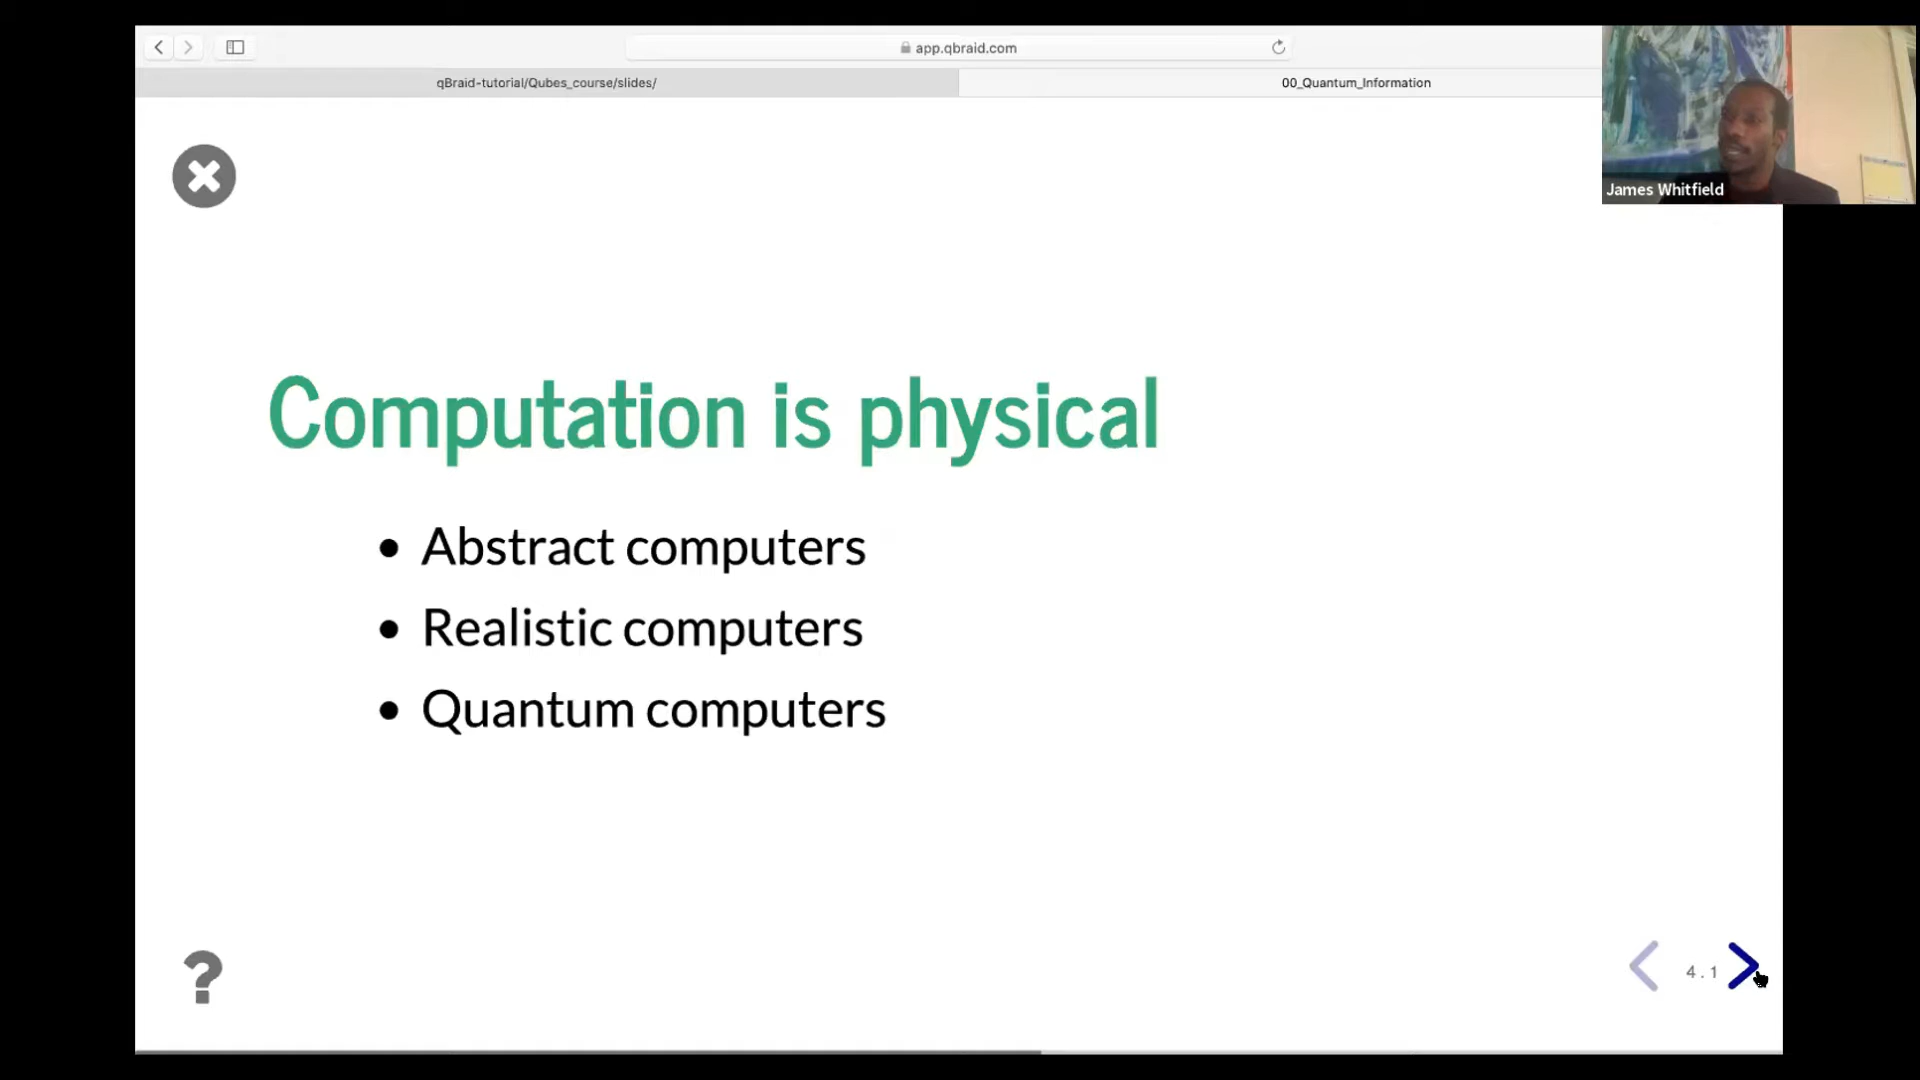 app.qbraid.com
qBraid-tutorial/Qubes_course/slides/
00_Quantum_Information
James Whitfield
Computation is physical
• Abstract computers
• Realistic computers
• Quantum computers
?
4.1